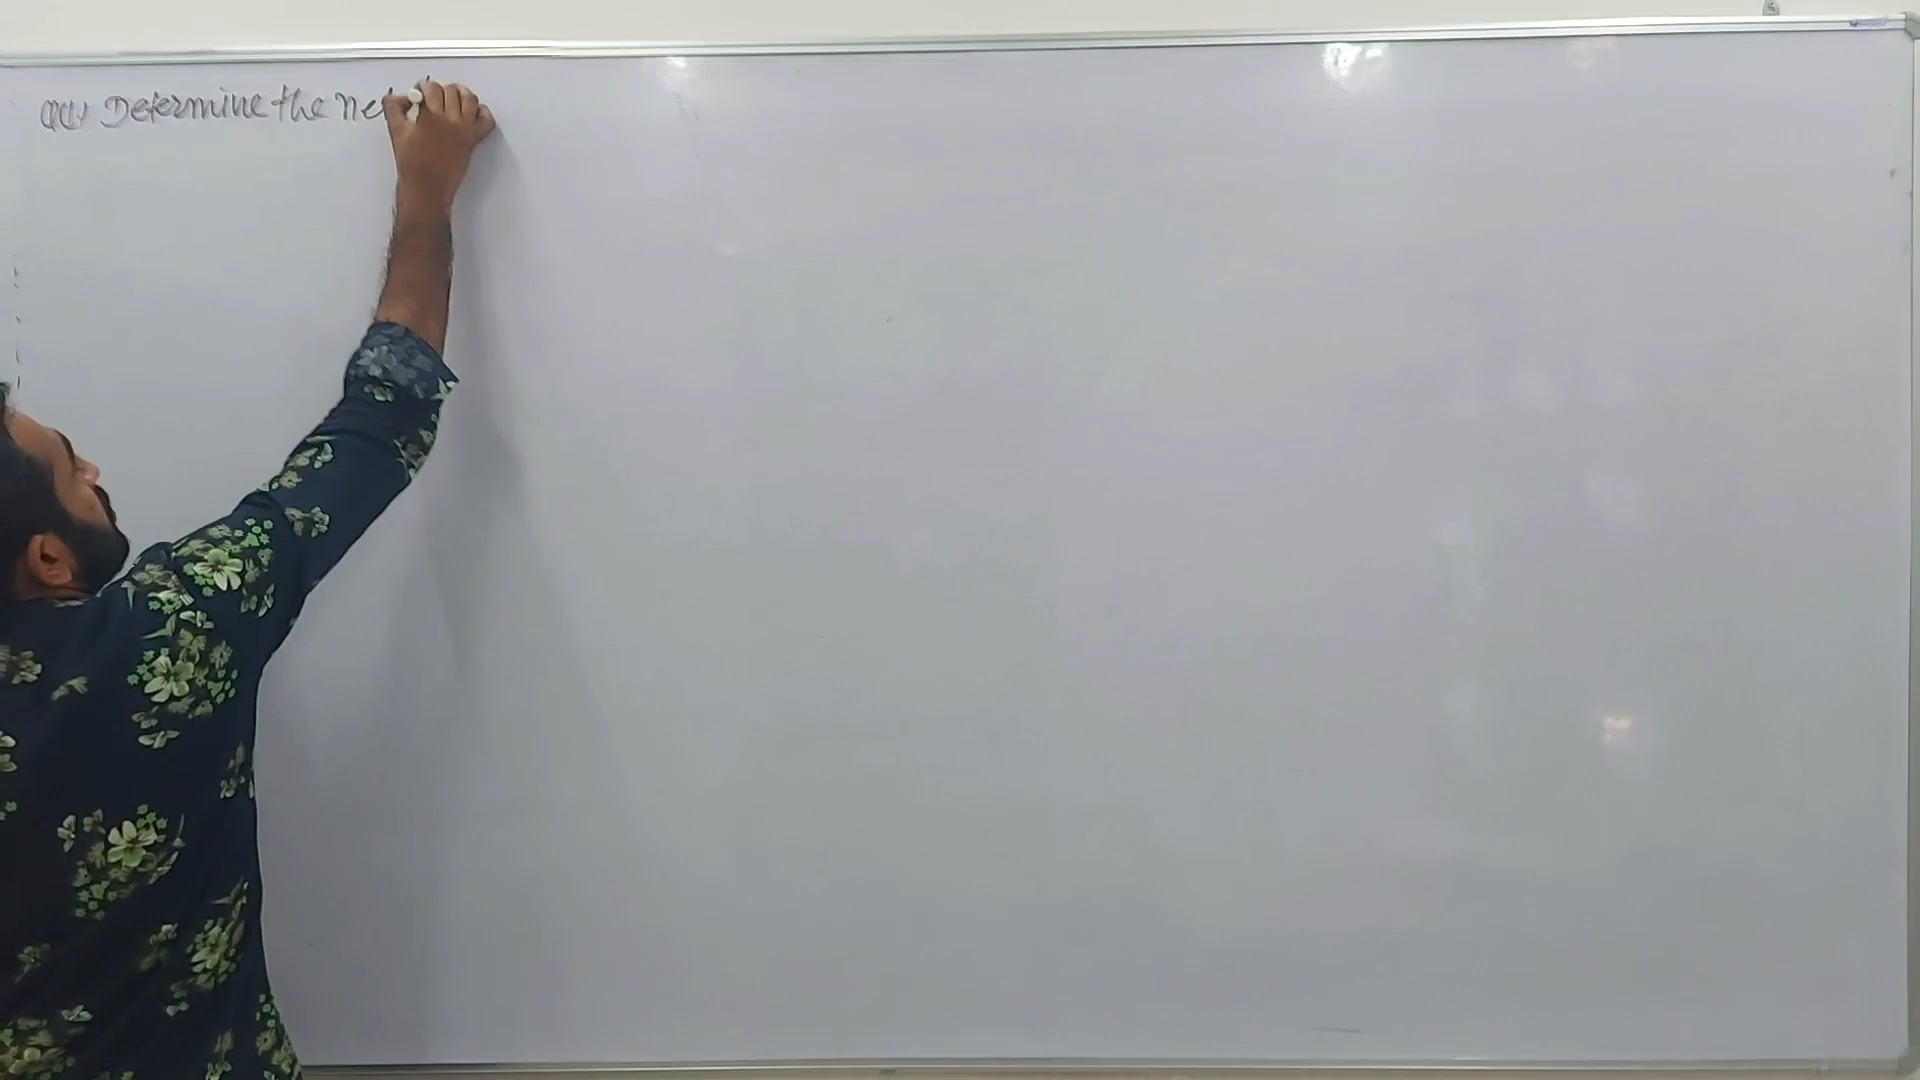 Q(1) Determine the net